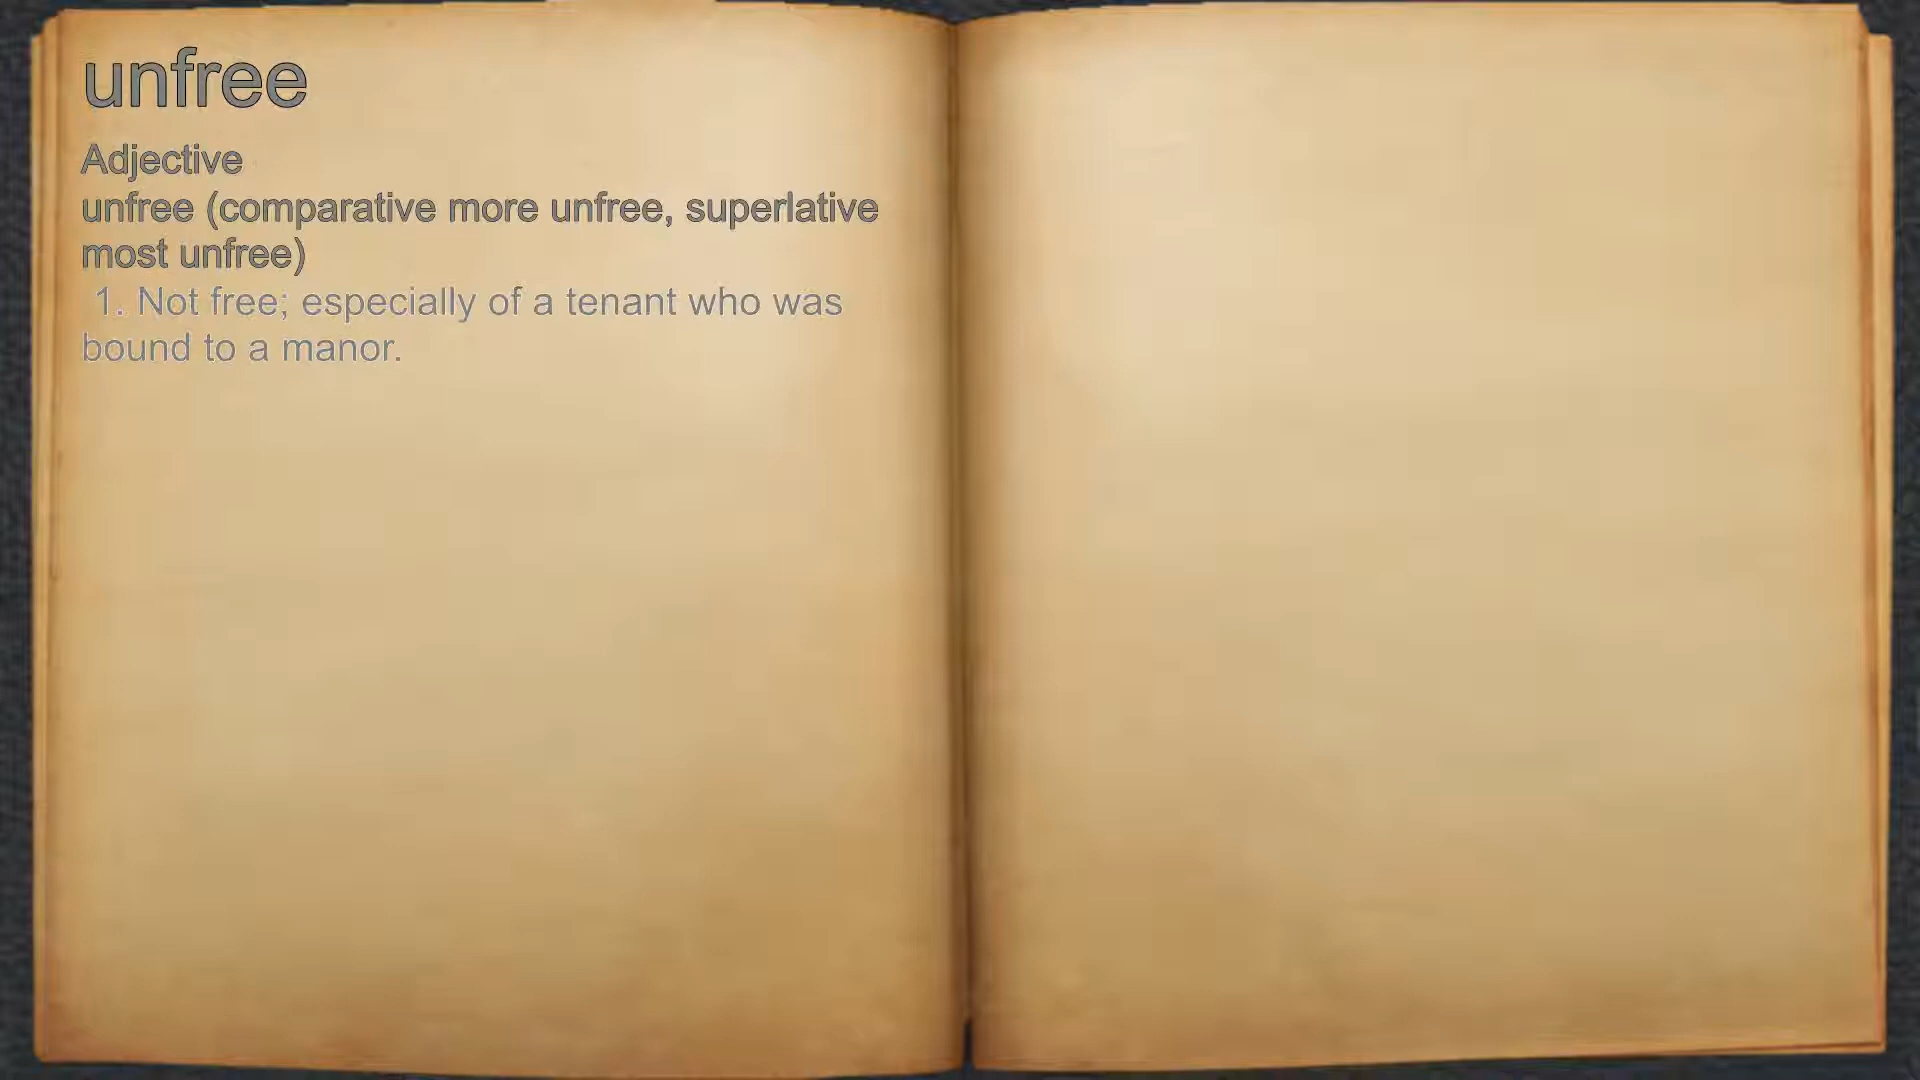 unfree
Adjective
unfree (comparative more unfree, superlative
most unfree)
1. Not free; especially of a tenant who was
bound to a manor.